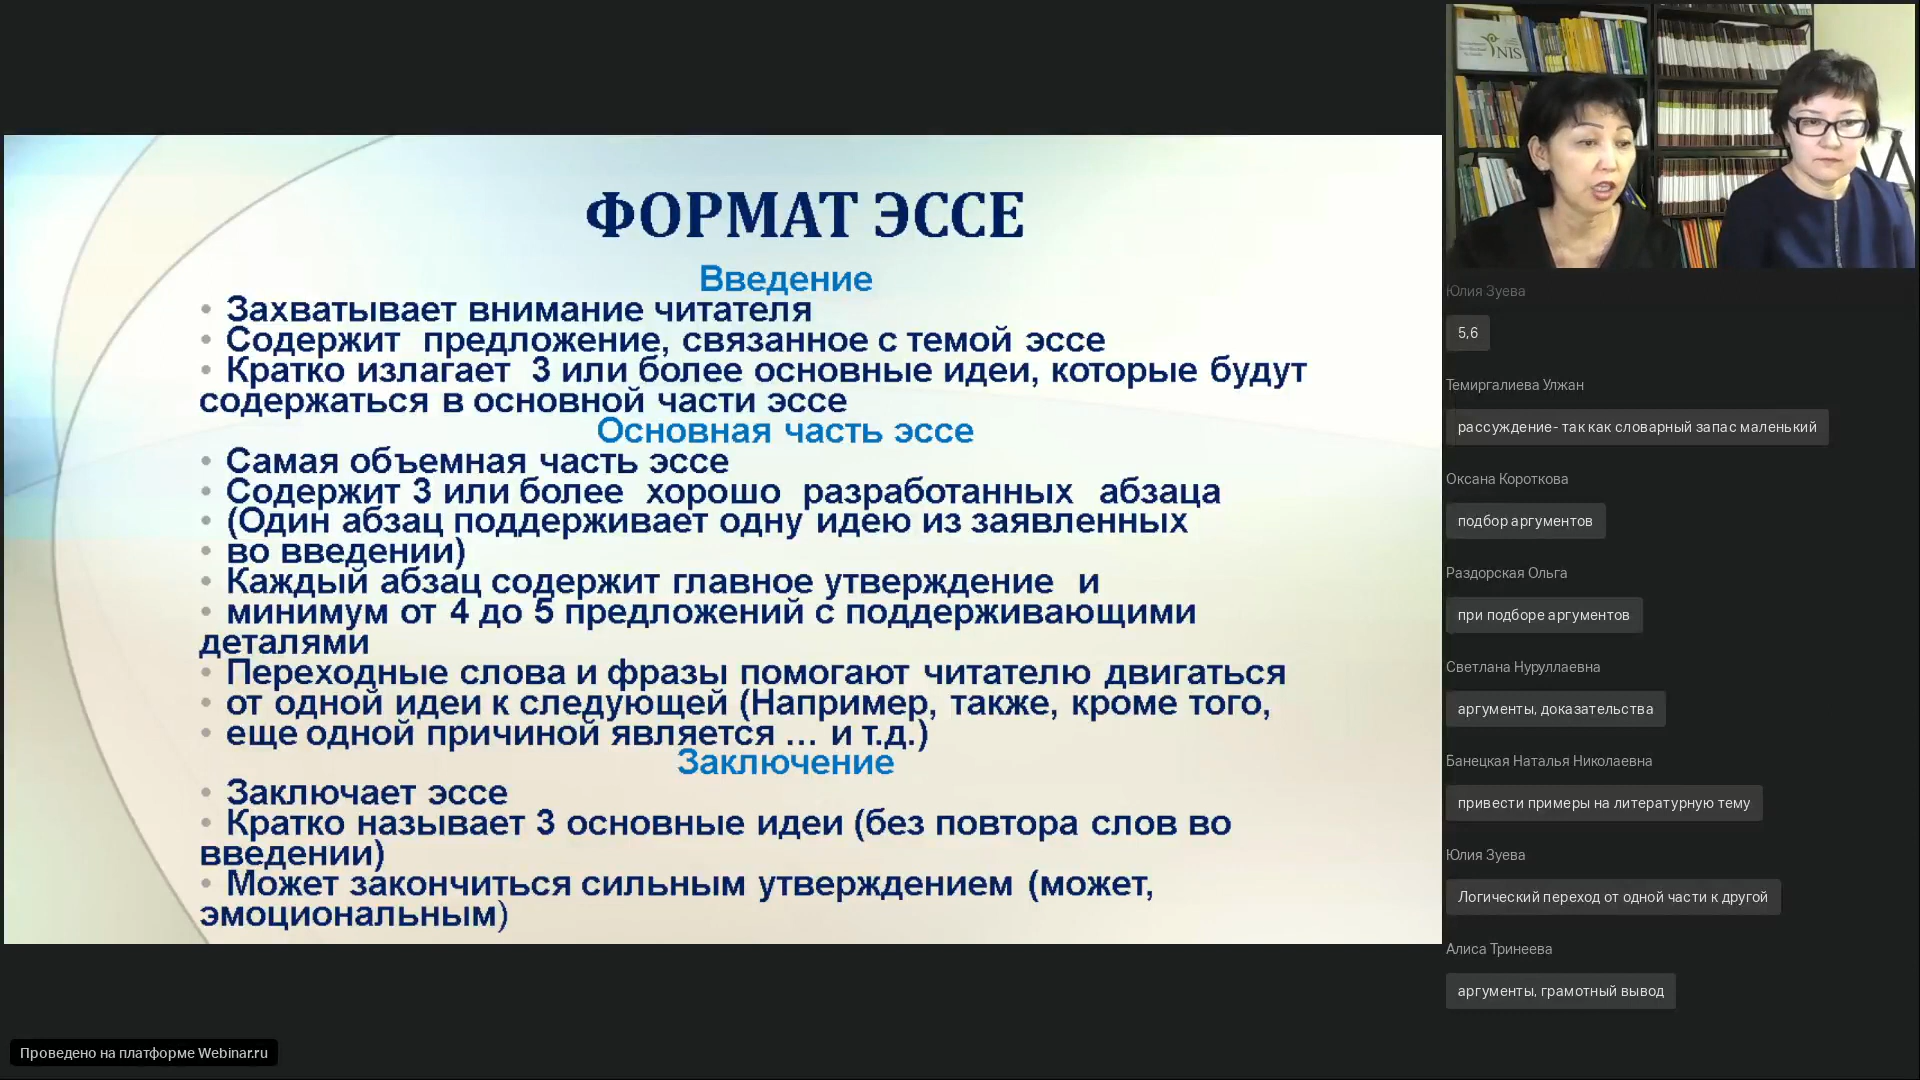 ФОРМАТ ЭССЕ
Введение
• Захватывает внимание читателя
• Содержит предложение, связанное с темой эссе
• Кратко излагает 3 или более основные идеи, которые будут
содержаться в основной части эссе
Основная часть эссе
• Самая объемная часть эссе
• Содержит 3 или более хорошо разработанных абзаца
• (Один абзац поддерживает одну идею из заявленных
• во введении)
• Каждый абзац содержит главное утверждение и
• минимум от 4 до 5 предложений с поддерживающими
деталями
• Переходные слова и фразы помогают читателю двигаться
• от одной идеи к следующей (Например, также, кроме того,
• еще одной причиной является ... и т.д.)
Заключение
• Заключает эссе
• Кратко называет 3 основные идеи (без повтора слов во
введении)
• Может закончиться сильным утверждением (может,
эмоциональным)
NIS
Юлия Зуева
5,6
Темиргалиева Улжан
рассуждение- так как словарный запас маленький
Оксана Короткова
подбор аргументов
Раздорская Ольга
при подборе аргументов
Светлана Нуруллаевна
аргументы, доказательства
Банецкая Наталья Николаевна
привести примеры на литературную тему
Юлия Зуева
Логический переход от одной части к другой
Алиса Тринеева
аргументы, грамотный вывод
Проведено на платформе Webinar.ru